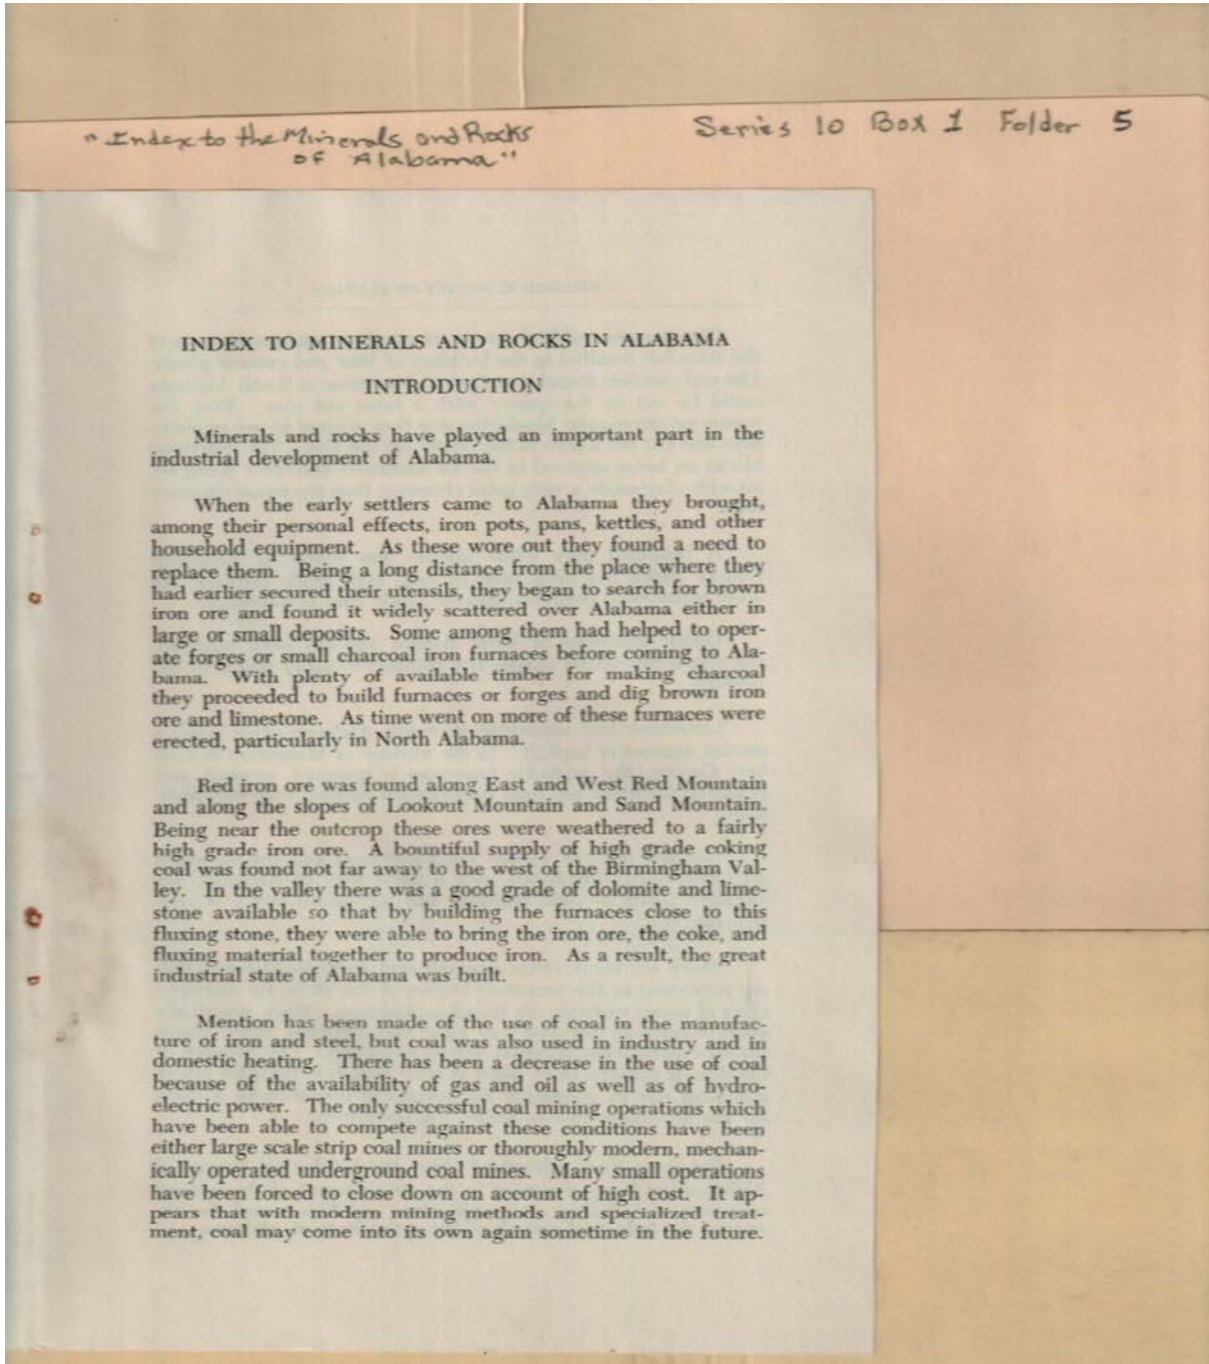 "Index to the Minerals and Rocks
of Alabama"
Series 10 Box 1 Folder 5
INDEX TO MINERALS AND ROCKS IN ALABAMA
INTRODUCTION
Minerals and rocks have played an important part in the
industrial development of Alabama.
When the early settlers came to Alabama they brought,
among their personal effects, iron pots, pans, kettles, and other
household equipment. As these wore out they found a need to
replace them. Being a long distance from the place where they
had earlier secured their utensils, they began to search for brown
iron ore and found it widely scattered over Alabama either in
large or small deposits. Some among them had helped to oper-
ate forges or small charcoal iron furnaces before coming to Ala-
bama. With plenty of available timber for making charcoal
they proceeded to build furnaces or forges and dig brown iron
ore and limestone. As time went on more of these furnaces were
erected, particularly in North Alabama.
Red iron ore was found along East and West Red Mountain
and along the slopes of Lookout Mountain and Sand Mountain.
Being near the outcrop these ores were weathered to a fairly
high grade iron ore. A bountiful supply of high grade coking
coal was found not far away to the west of the Birmingham Val-
ley. In the valley there was a good grade of dolomite and lime-
stone available so that by building the furnaces close to this
fluxing stone, they were able to bring the iron ore, the coke, and
fluxing material together to produce iron. As a result, the great
industrial state of Alabama was built.
Mention has been made of the use of coal in the manufac-
ture of iron and steel, but coal was also used in industry and in
domestic heating. There has been a decrease in the use of coal
because of the availability of gas and oil as well as of hydro-
electric power. The only successful coal mining operations which
have been able to compete against these conditions have been
either large scale strip coal mines or thoroughly modern, mechan-
ically operated underground coal mines. Many small operations
have been forced to close down on account of high cost. It ap-
pears that with modern mining methods and specialized treat-
ment, coal may come into its own again sometime in the future.